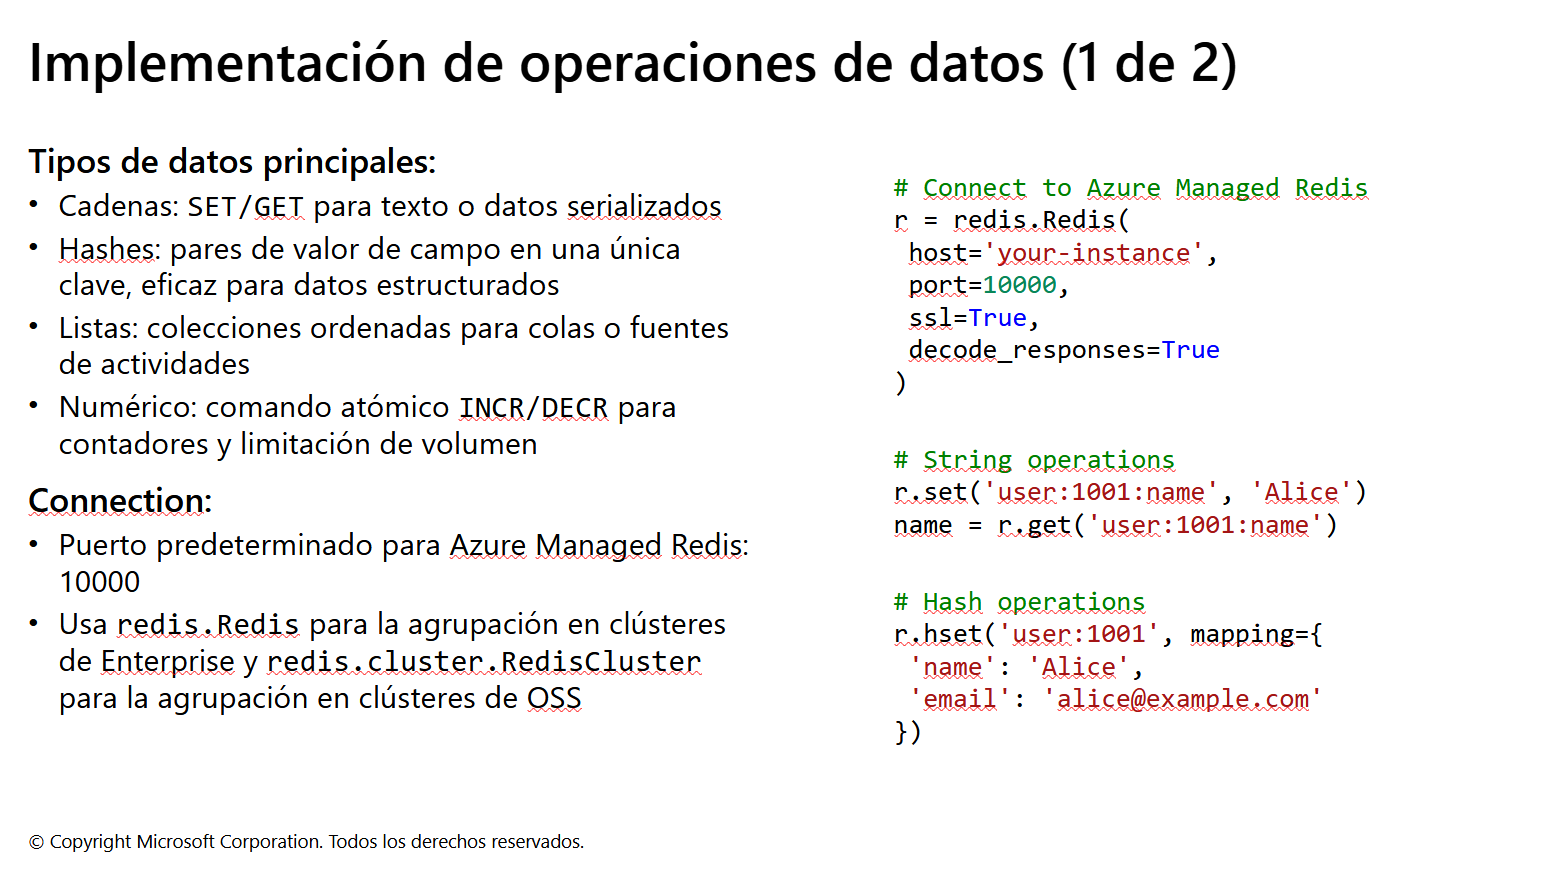 Implementación de operaciones de datos (1 de 2)
Tipos de datos principales:
• Cadenas: SET/GET para texto o datos serializados
• Hashes: pares de valor de campo en una única
clave, eficaz para datos estructurados
• Listas: colecciones ordenadas para colas o fuentes
de actividades
• Numérico: comando atómico INCR/DECR para
contadores y limitación de volumen
Connection:
• Puerto predeterminado para Azure Managed Redis:
10000
• Usa redis.Redis para la agrupación en clústeres
de Enterprise y redis.cluster.RedisCluster
para la agrupación en clústeres de OSS
# Connect to Azure Managed Redis
r = redis.Redis(
 host='your-instance',
 port=10000,
 ssl=True,
 decode_responses=True
)
# String operations
r.set('user:1001:name', 'Alice')
name = r.get('user:1001:name')
# Hash operations
r.hset('user:1001', mapping={
 'name': 'Alice',
 'email': 'alice@example.com'
})
© Copyright Microsoft Corporation. Todos los derechos reservados.